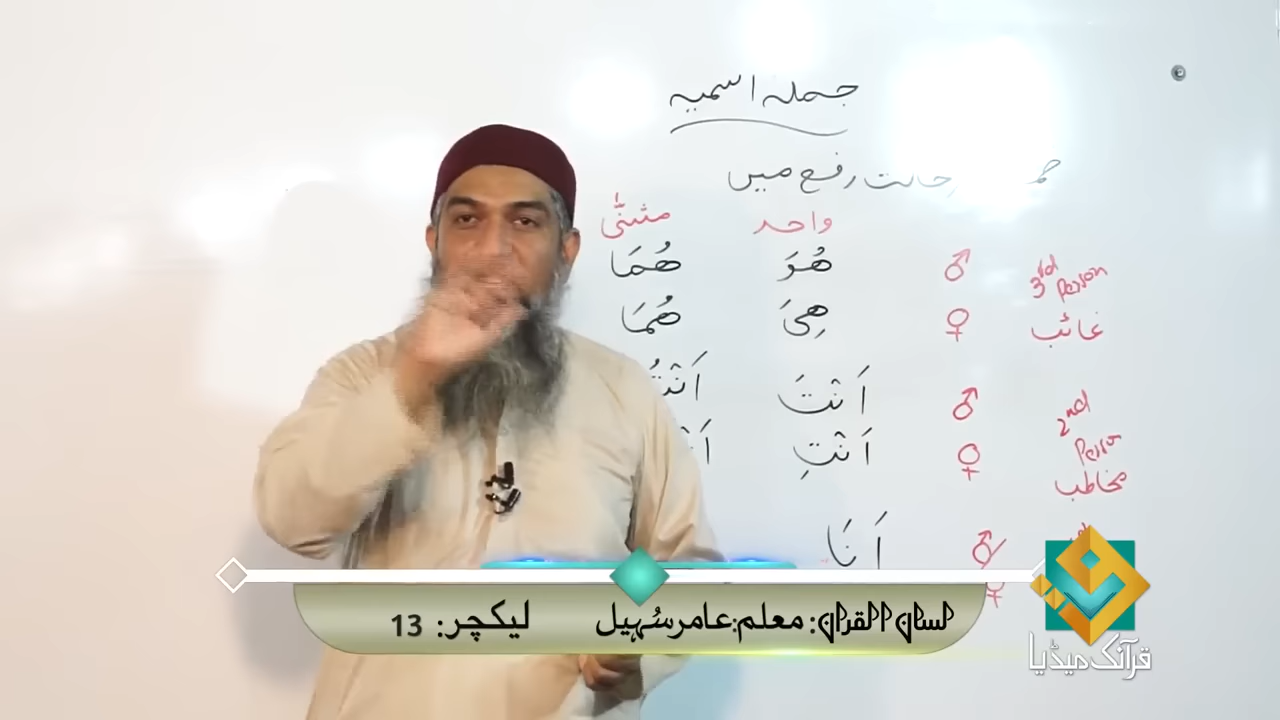 جملہ اسمیہ
حالت رفع میں
واحد مثنیّٰ
3rd Person ♂ هُوَ هُمَا
غائب ♀ هِیَ هُمَا
2nd ♂ اَنْتَ
Person ♀ اَنْتِ
مخاطب
♂ اَنَا
♀
لسان القرآن: معلم: عامر سُہیل لیکچر: 13
قرآنک میڈیا